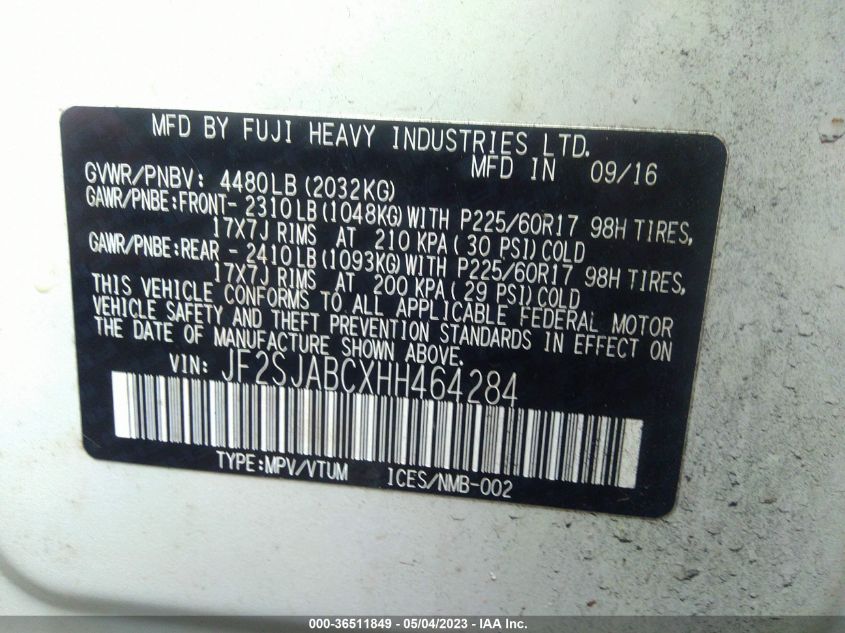 MFD BY FUJI HEAVY INDUSTRIES LTD.
MFD IN 09/16
GVWR/PNBV: 4480LB(2032KG)
GAWR/PNBE:FRONT- 2310LB(1048KG)WITH P225/60R17 98H TIRES,
17X7J RIMS AT 210 KPA(30 PSI)COLD
GAWR/PNBE:REAR - 2410LB(1093KG)WITH P225/60R17 98H TIRES,
17X7J RIMS AT 200 KPA(29 PSI)COLD
THIS VEHICLE CONFORMS TO ALL APPLICABLE FEDERAL MOTOR
VEHICLE SAFETY AND THEFT PREVENTION STANDARDS IN EFFECT ON
THE DATE OF MANUFACTURE SHOWN ABOVE.
VIN: JF2SJABCXHH464284
TYPE:MPV/VTUM ICES/NMB-002
000-36511849 - 05/04/2023 - IAA Inc.